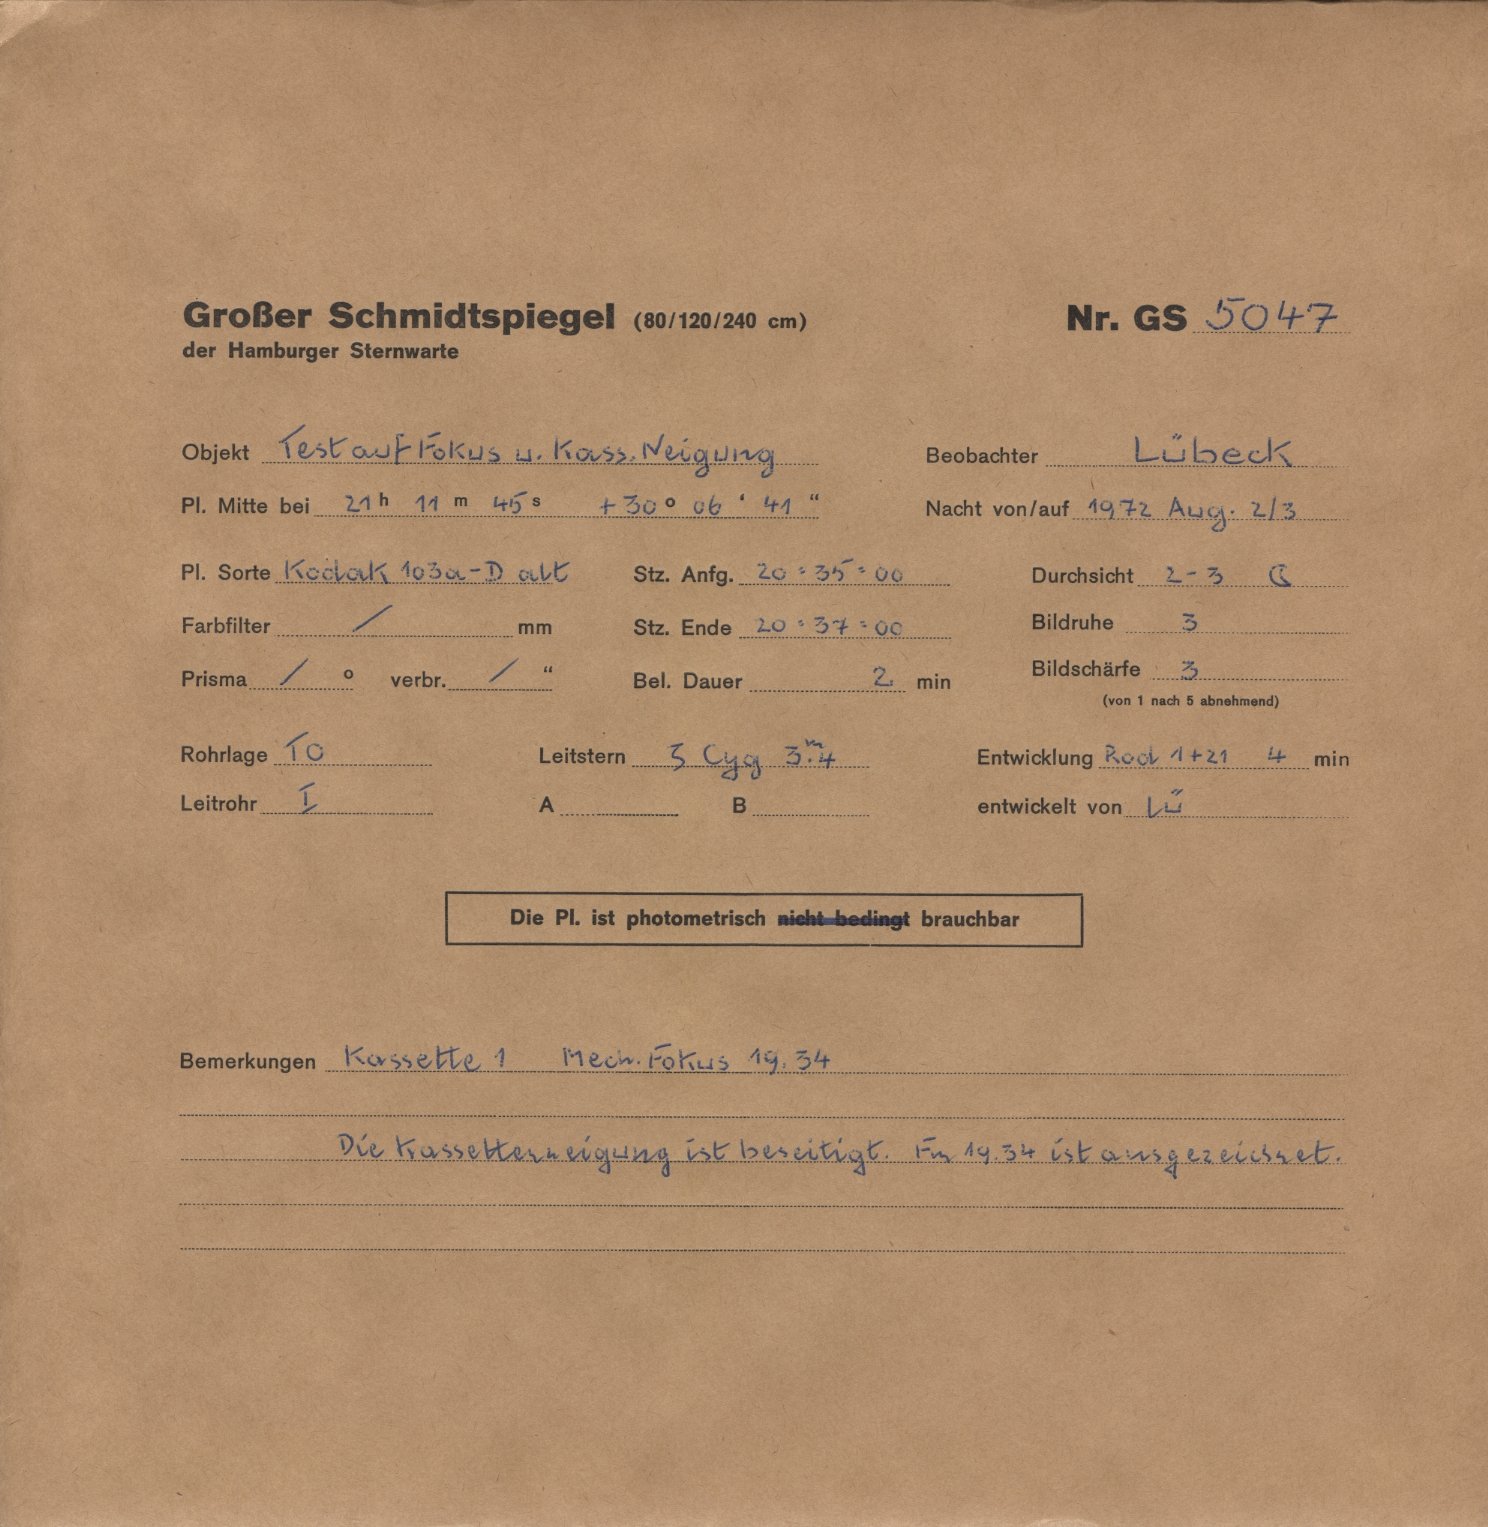 Großer Schmidtspiegel (80/120/240 cm) Nr. GS 5047
der Hamburger Sternwarte
Objekt Test auf Fokus u. Kass. Neigung Beobachter Lübeck
Pl. Mitte bei 21 h 11 m 45 s + 30 o 06 ' 41 “ Nacht von/auf 1972 Aug. 2/3
Pl. Sorte Kodak 103a-D alt Stz. Anfg. 20:35:00 Durchsicht 2-3 ☾
Farbfilter / mm Stz. Ende 20:37:00 Bildruhe 3
Prisma / o verbr. / “ Bel. Dauer 2 min Bildschärfe 3
(von 1 nach 5 abnehmend)
Rohrlage TO Leitstern ζ Cyg 3.m4 Entwicklung Rod 1+21 4 min
Leitrohr I A B entwickelt von Lü
Die Pl. ist photometrisch nicht bedingt brauchbar
Bemerkungen Kassette 1 Mech. Fokus 19.34
Die Kassettenneigung ist beseitigt. Fm 19.34 ist ausgezeichnet.